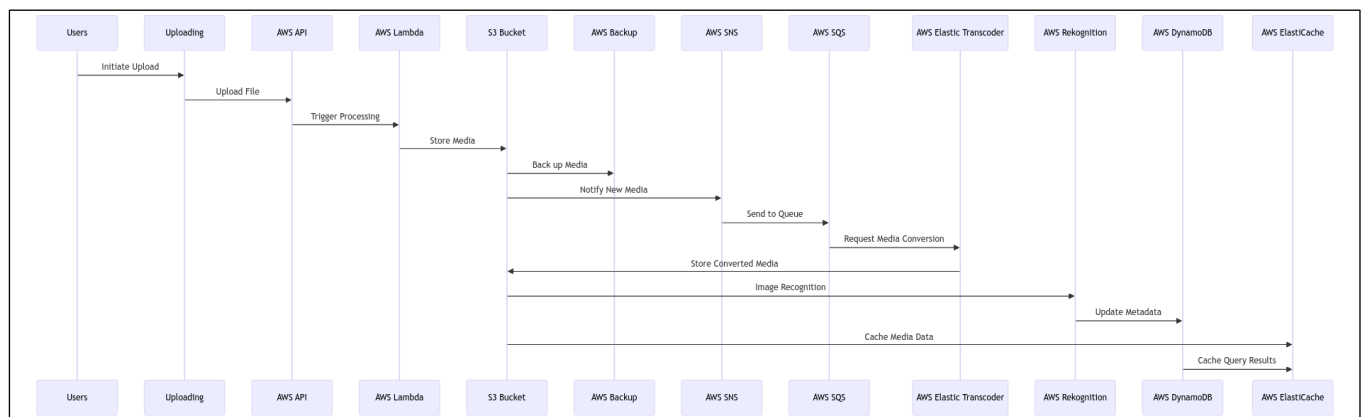 Users Uploading AWS API AWS Lambda S3 Bucket AWS Backup AWS SNS AWS SQS AWS Elastic Transcoder AWS Rekognition AWS DynamoDB AWS ElastiCache
Initiate Upload
Upload File
Trigger Processing
Store Media
Back up Media
Notify New Media
Send to Queue
Request Media Conversion
Store Converted Media
Image Recognition
Update Metadata
Cache Media Data
Cache Query Results
Users Uploading AWS API AWS Lambda S3 Bucket AWS Backup AWS SNS AWS SQS AWS Elastic Transcoder AWS Rekognition AWS DynamoDB AWS ElastiCache